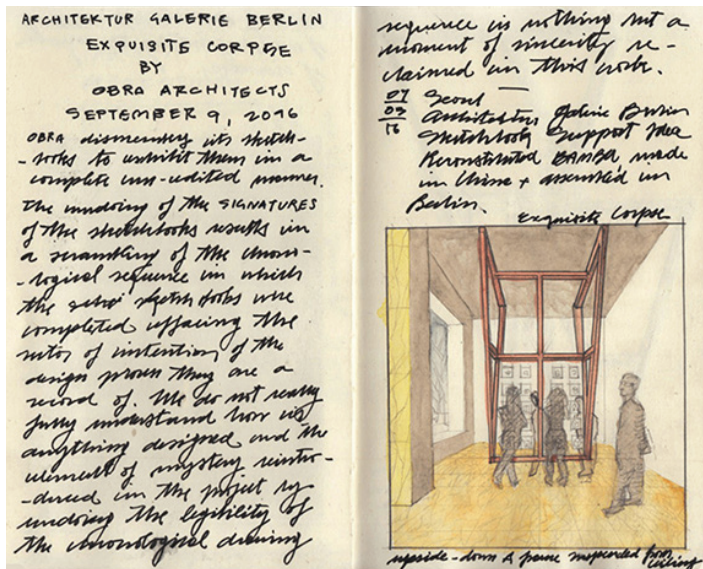 ARCHITEKTUR GALERIE BERLIN
EXQUISITE CORPSE
BY
OBRA ARCHITECTS
SEPTEMBER 9, 2016
OBRA dismembers its sketch-
-books to exhibit them in a
complete un-edited manner.
The undoing of the SIGNATURES
of the sketchbooks results in
a scrambling of the chrono-
-logical sequence in which
the sketchbooks were
completed effacing the
of intention of the
design process they are a
record of. We do not really
fully understand how is
anything designed and the
element of mystery reintro-
-duced in the project by
undoing the legibility of
the chronological drawing
sequence is nothing but a
moment of sincerity re-
-claimed in this work.
07 Seoul —
03 Architektur Galerie Berlin
16 Sketchbook Support Idea
Reconstituted BAMBOO made
in China + assembled in
Berlin.
Exquisite Corpse
upside-down A frame suspended from
ceiling